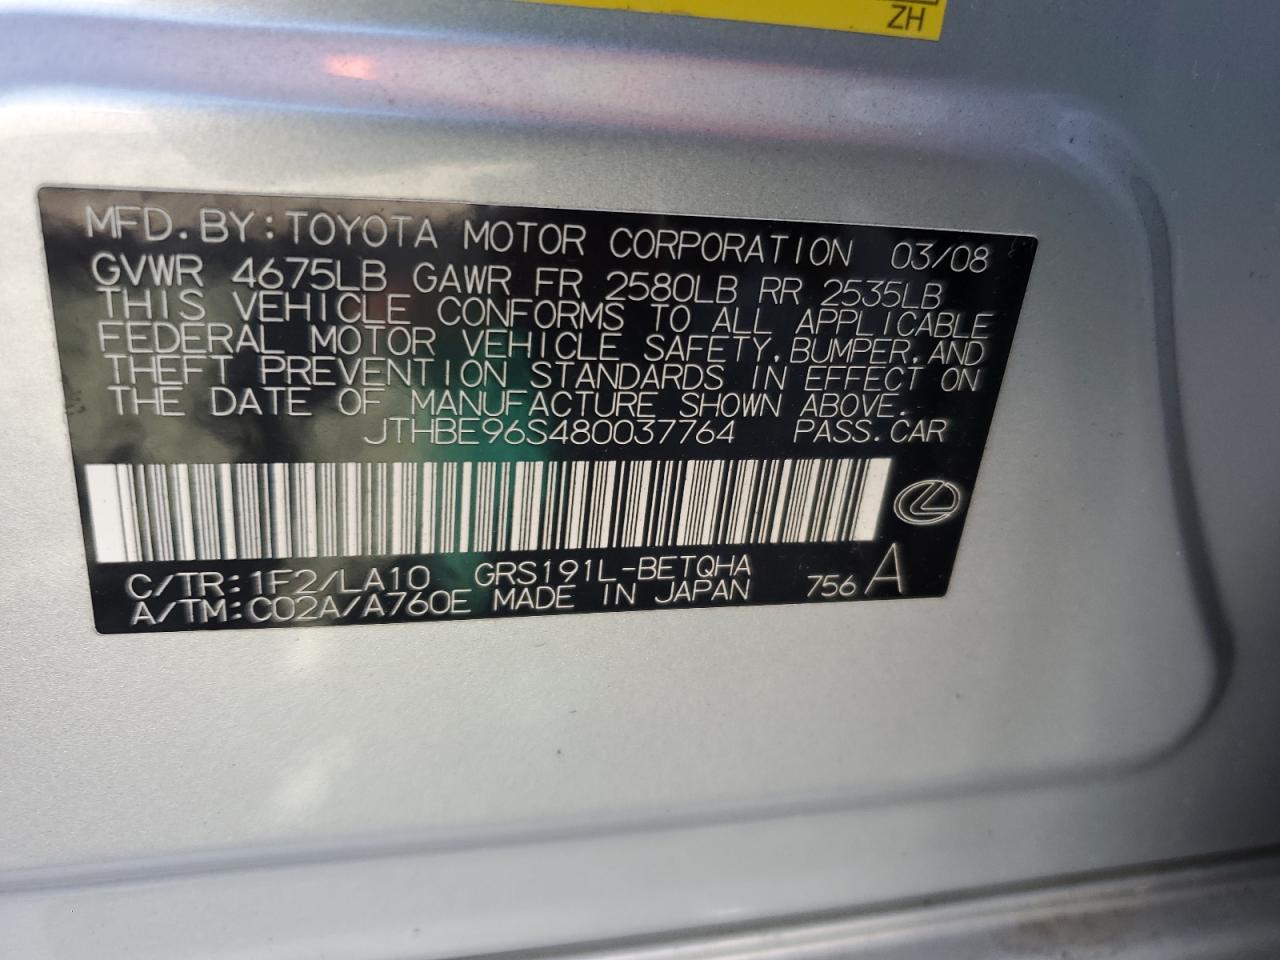 ZH
MFD.BY:TOYOTA MOTOR CORPORATION 03/08
GVWR 4675LB GAWR FR 2580LB RR 2535LB
THIS VEHICLE CONFORMS TO ALL APPLICABLE
FEDERAL MOTOR VEHICLE SAFETY,BUMPER,AND
THEFT PREVENTION STANDARDS IN EFFECT ON
THE DATE OF MANUFACTURE SHOWN ABOVE.
JTHBE96S480037764 PASS.CAR
C/TR:1F2/LA10 GRS191L-BETQHA
A/TM:C02A/A760E MADE IN JAPAN 756 A